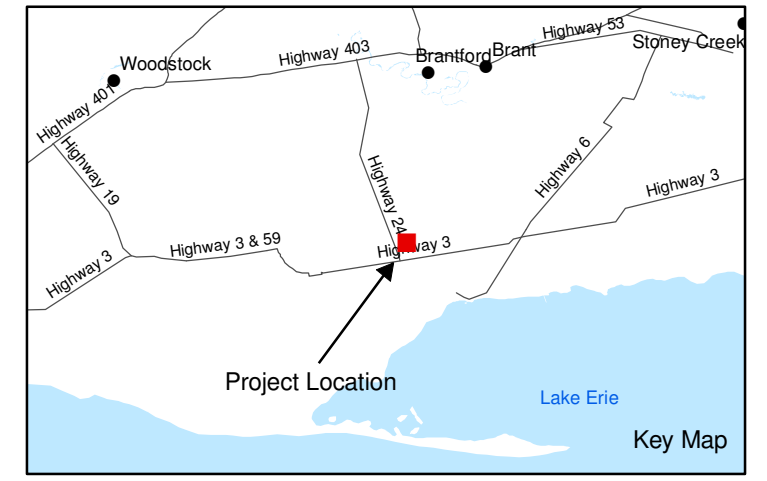 Highway 53
Stoney Creek
Highway 403
Brantford
Brant
Woodstock
Highway 401
Highway 19
Highway 24
Highway 6
Highway 3
Highway 3 & 59
Highway 3
Highway 3
Project Location
Lake Erie
Key Map